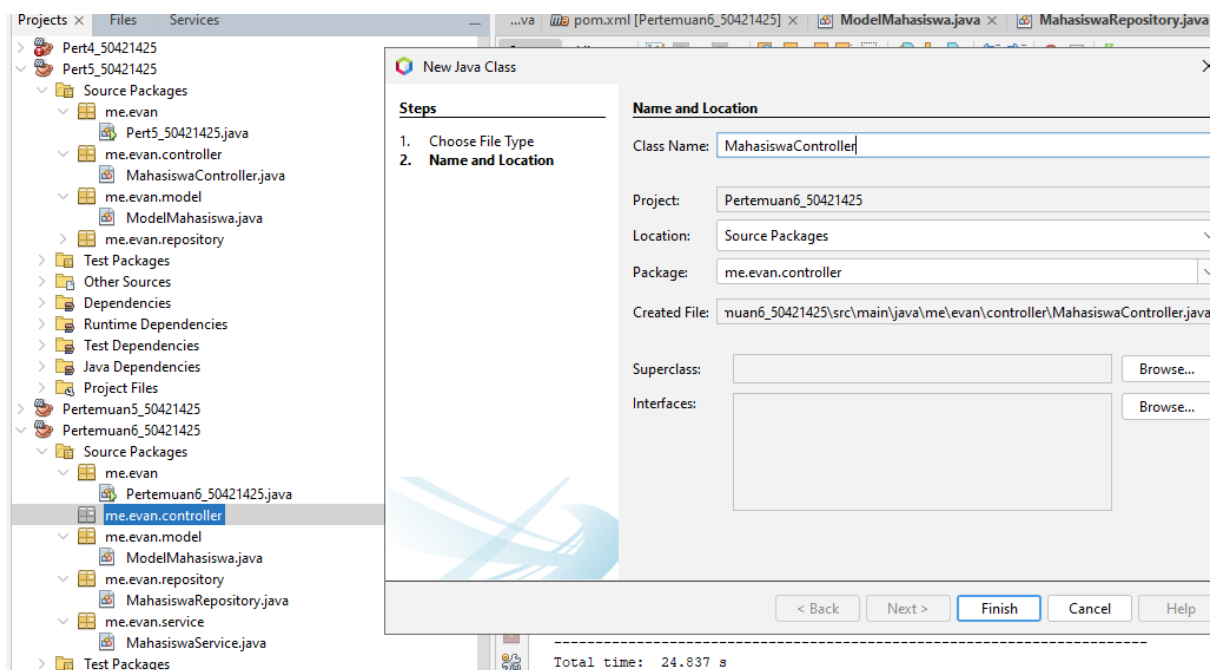 Projects Files Services
...va pom.xml [Pertemuan6_50421425] ModelMahasiswa.java MahasiswaRepository.java
Pert4_50421425
Pert5_50421425
Source Packages
me.evan
Pert5_50421425.java
me.evan.controller
MahasiswaController.java
me.evan.model
ModelMahasiswa.java
me.evan.repository
Test Packages
Other Sources
Dependencies
Runtime Dependencies
Test Dependencies
Java Dependencies
Project Files
Pertemuan5_50421425
Pertemuan6_50421425
Source Packages
me.evan
Pertemuan6_50421425.java
me.evan.controller
me.evan.model
ModelMahasiswa.java
me.evan.repository
MahasiswaRepository.java
me.evan.service
MahasiswaService.java
Test Packages
New Java Class
Steps
1. Choose File Type
2. Name and Location
Name and Location
Class Name: MahasiswaController
Project: Pertemuan6_50421425
Location: Source Packages
Package: me.evan.controller
Created File: nuan6_50421425\src\main\java\me\evan\controller\MahasiswaController.java
Superclass: Browse...
Interfaces: Browse...
< Back Next > Finish Cancel Help
------------------------------------------------------------------------
Total time: 24.837 s